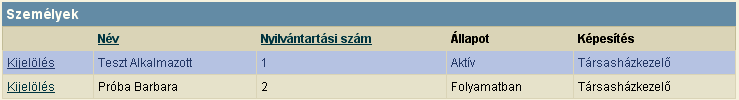 Személyek
Név Nyilvántartási szám Állapot Képesítés
Kijelölés Teszt Alkalmazott 1 Aktív Társasházkezelő
Kijelölés Próba Barbara 2 Folyamatban Társasházkezelő